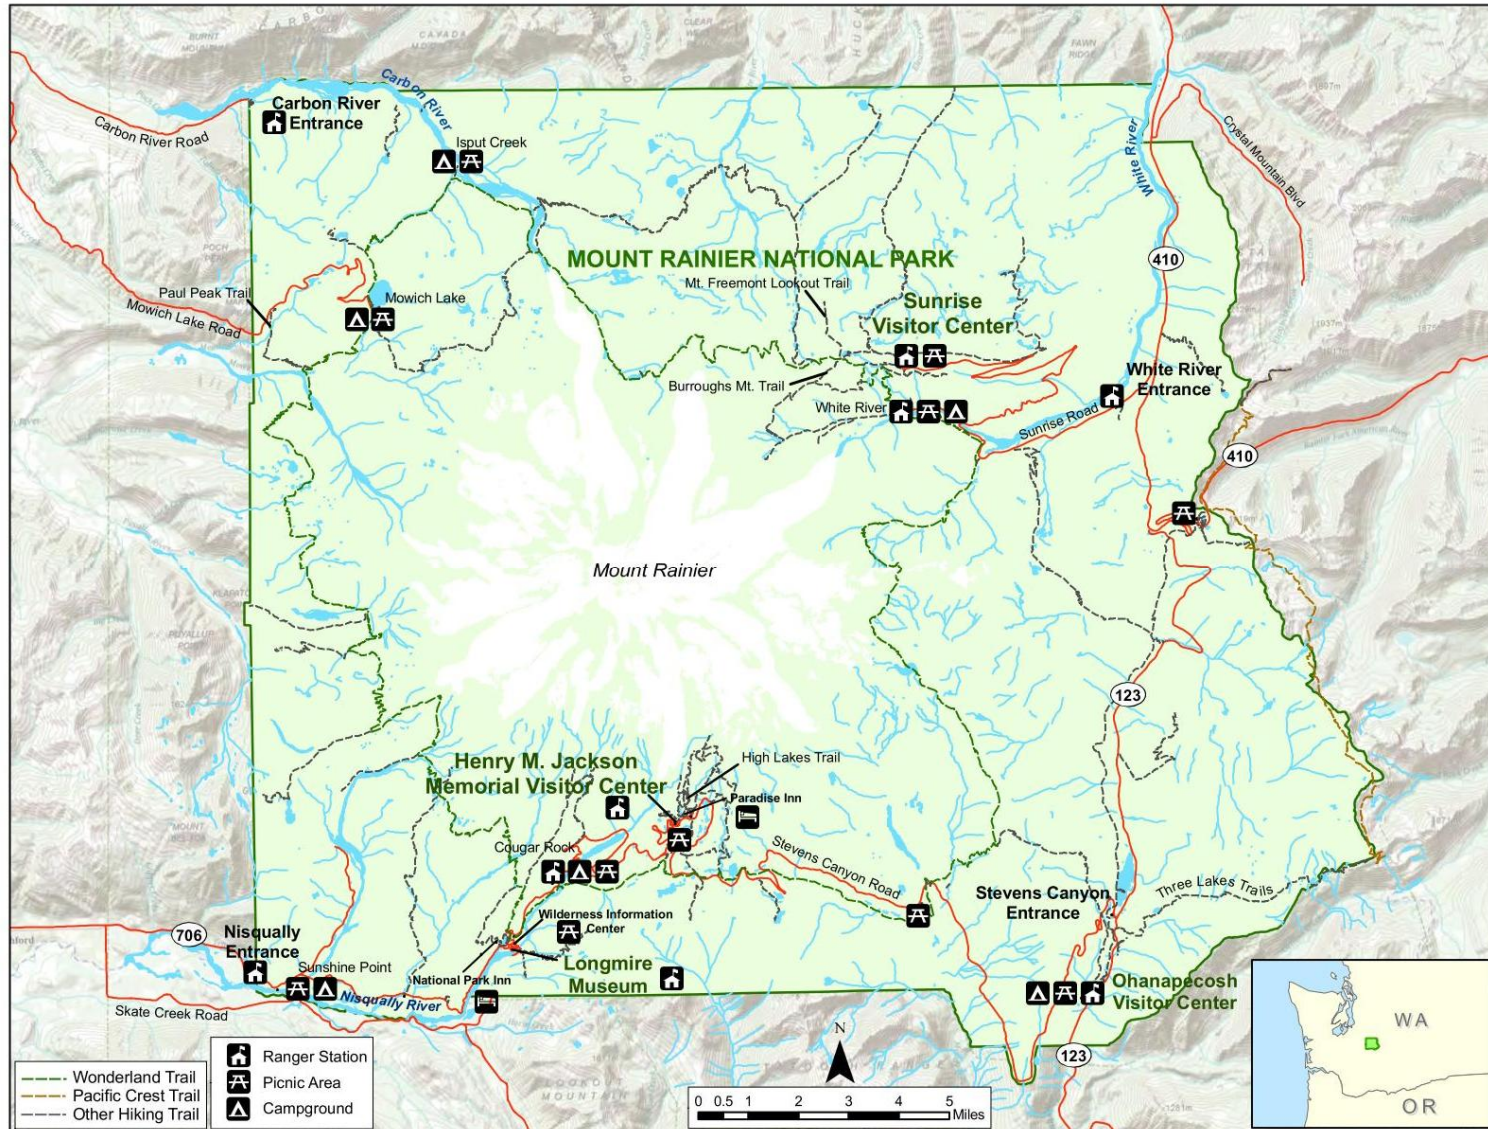 Carbon River
Entrance
Carbon River
Carbon River Road
Isput Creek
White River
Crystal Mountain Blvd
410
MOUNT RAINIER NATIONAL PARK
Mt. Freemont Lookout Trail
Paul Peak Trail
Mowich Lake
Mowich Lake Road
Sunrise
Visitor Center
Burroughs Mt. Trail
White River
Entrance
White River
Sunrise Road
410
Mount Rainier
123
Henry M. Jackson
Memorial Visitor Center
High Lakes Trail
Paradise Inn
Cougar Rock
Stevens Canyon Road
Stevens Canyon
Entrance
Three Lakes Trails
Wilderness Information
Center
706
Nisqually
Entrance
Sunshine Point
National Park Inn
Longmire
Museum
Nisqually River
Skate Creek Road
Ohanapecosh
Visitor Center
123
N
Wonderland Trail
Pacific Crest Trail
Other Hiking Trail
Ranger Station
Picnic Area
Campground
0 0.5 1 2 3 4 5
Miles
WA
OR